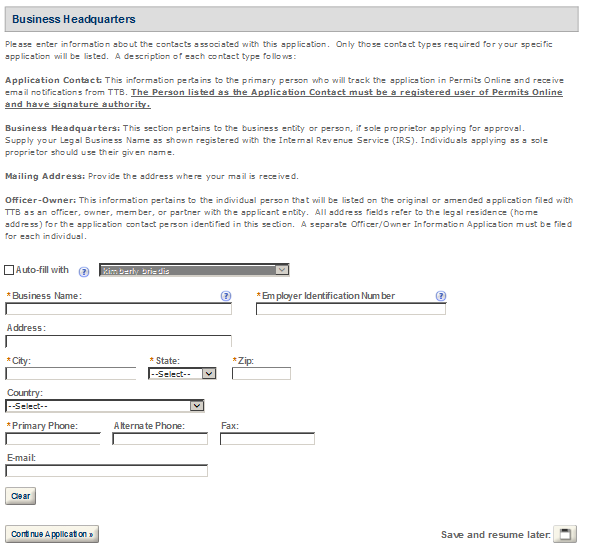 Business Headquarters
Please enter information about the contacts associated with this application. Only those contact types required for your specific
application will be listed. A description of each contact type follows:
Application Contact: This information pertains to the primary person who will track the application in Permits Online and receive
email notifications from TTB. The Person listed as the Application Contact must be a registered user of Permits Online
and have signature authority.
Business Headquarters: This section pertains to the business entity or person, if sole proprietor applying for approval.
Supply your Legal Business Name as shown registered with the Internal Revenue Service (IRS). Individuals applying as a sole
proprietor should use their given name.
Mailing Address: Provide the address where your mail is received.
Officer-Owner: This information pertains to the individual person that will be listed on the original or amended application filed with
TTB as an officer, owner, member, or partner with the applicant entity. All address fields refer to the legal residence (home
address) for the application contact person identified in this section. A separate Officer/Owner Information Application must be filed
for each individual.
Auto-fill with ? Kimberly
*Business Name: ? *Employer Identification Number ?
Address:
*City: *State: *Zip:
--Select--
Country:
--Select--
*Primary Phone: Alternate Phone: Fax:
E-mail:
Clear
Continue Application »
Save and resume later: